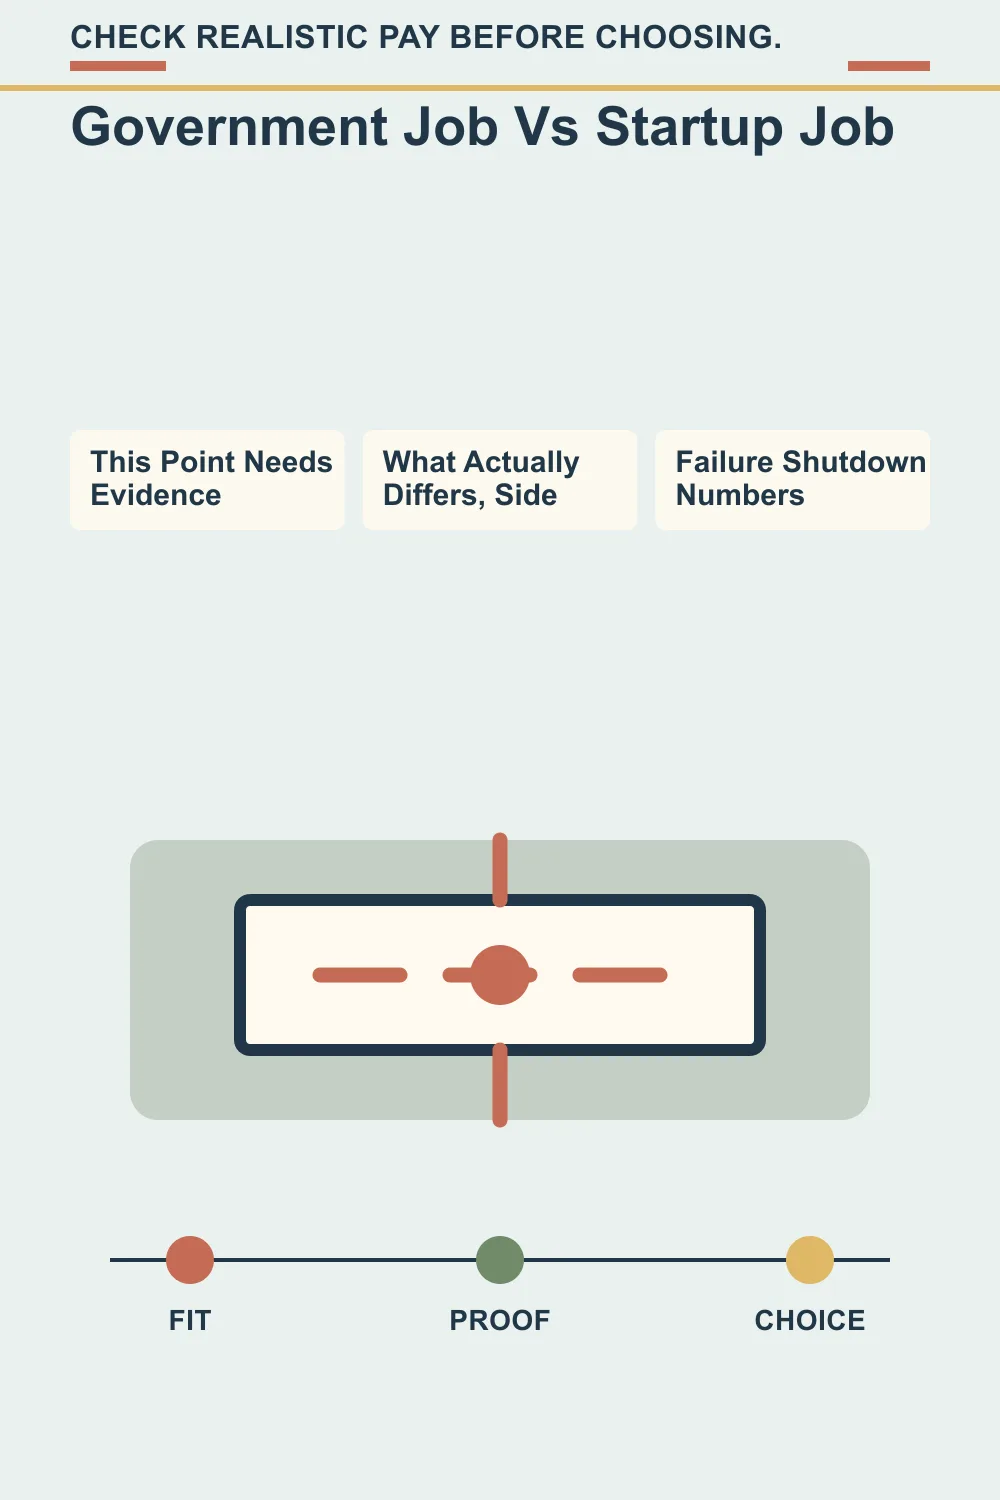 CHECK REALISTIC PAY BEFORE CHOOSING.
Government Job Vs Startup Job
This Point Needs
Evidence
What Actually
Differs, Side
Failure Shutdown
Numbers
FIT
PROOF
CHOICE